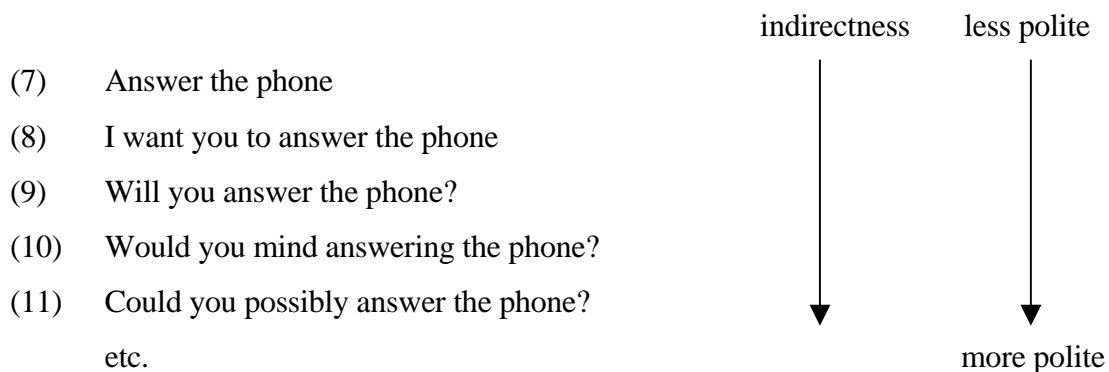 indirectness less polite
(7) Answer the phone
(8) I want you to answer the phone
(9) Will you answer the phone?
(10) Would you mind answering the phone?
(11) Could you possibly answer the phone?
etc. more polite